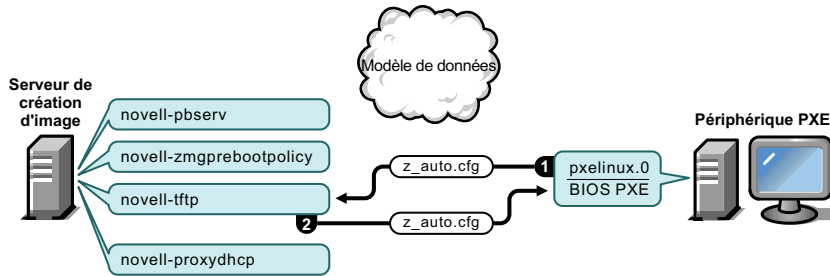 Modèle de données
Serveur de
création
d'image
novell-pbserv
novell-zmgprebootpolicy
novell-tftp
novell-proxydhcp
z_auto.cfg
1
2
z_auto.cfg
pxelinux.0
BIOS PXE
Périphérique PXE